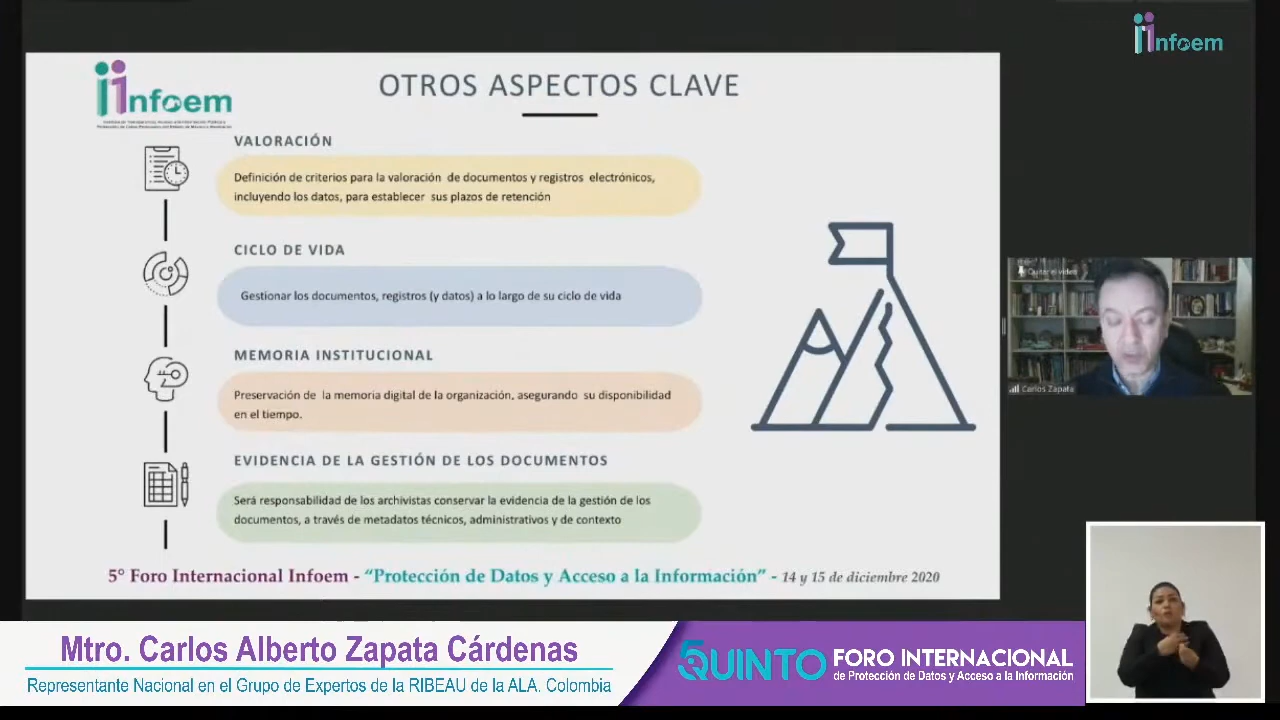 infoem
infoem
OTROS ASPECTOS CLAVE
VALORACIÓN
Definición de criterios para la valoración de documentos y registros electrónicos,
incluyendo los datos, para establecer sus plazos de retención
CICLO DE VIDA
Gestionar los documentos, registros (y datos) a lo largo de su ciclo de vida
MEMORIA INSTITUCIONAL
Preservación de la memoria digital de la organización, asegurando su disponibilidad
en el tiempo.
EVIDENCIA DE LA GESTIÓN DE LOS DOCUMENTOS
Será responsabilidad de los archivistas conservar la evidencia de la gestión de los
documentos, a través de metadatos técnicos, administrativos y de contexto
5° Foro Internacional Infoem - “Protección de Datos y Acceso a la Información” - 14 y 15 de diciembre 2020
Quitar el video
Carlos Zapata
Mtro. Carlos Alberto Zapata Cárdenas
Representante Nacional en el Grupo de Expertos de la RIBEAU de la ALA. Colombia
5QUINTO FORO INTERNACIONAL
de Protección de Datos y Acceso a la Información